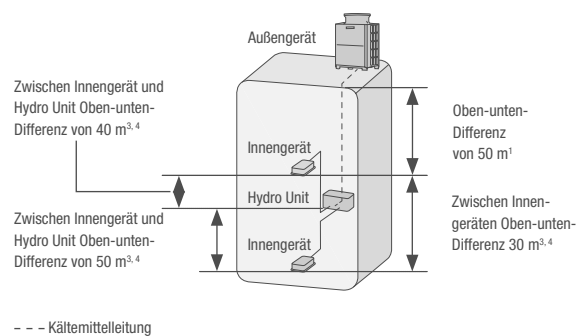 Außengerät
Zwischen Innengerät und
Hydro Unit Oben-unten-
Differenz von 40 m³˒ ⁴
Oben-unten-
Differenz
von 50 m¹
Innengerät
Hydro Unit
Zwischen Innen-
geräten Oben-unten-
Differenz 30 m³˒ ⁴
Zwischen Innengerät und
Hydro Unit Oben-unten-
Differenz von 50 m³˒ ⁴
Innengerät
– – – Kältemittelleitung